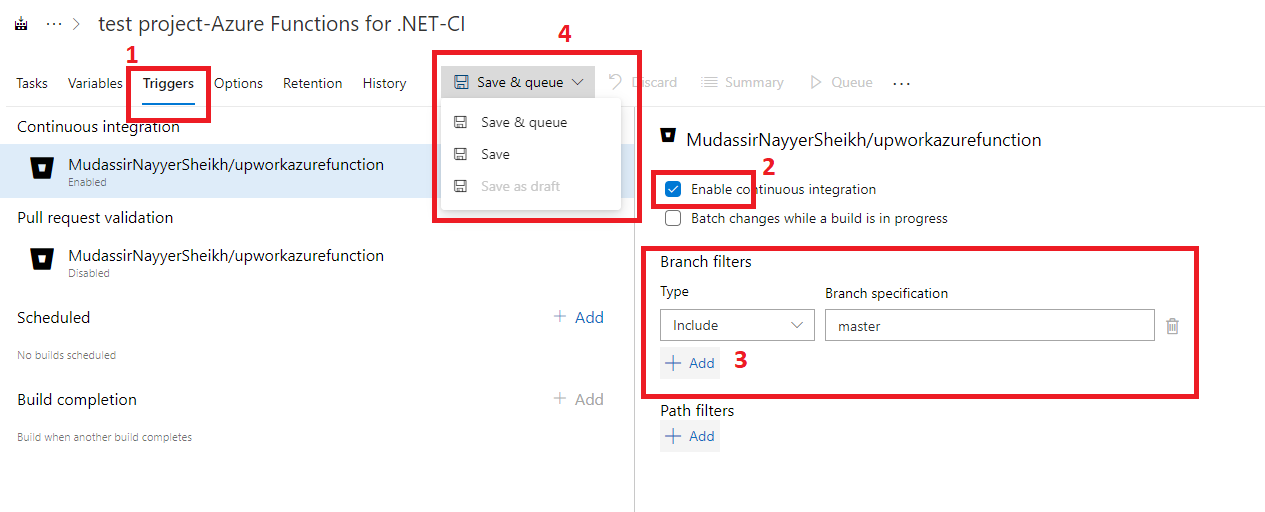 ··· > test project-Azure Functions for .NET-CI
1
4
Tasks Variables Triggers Options Retention History Save & queue Discard Summary Queue ···
Continuous integration
MudassirNayyerSheikh/upworkazurefunction
Enabled
Pull request validation
MudassirNayyerSheikh/upworkazurefunction
Disabled
Scheduled + Add
No builds scheduled
Build completion + Add
Build when another build completes
Save & queue
Save
Save as draft
MudassirNayyerSheikh/upworkazurefunction
2
Enable continuous integration
Batch changes while a build is in progress
Branch filters
Type Branch specification
Include master
+ Add 3
Path filters
+ Add